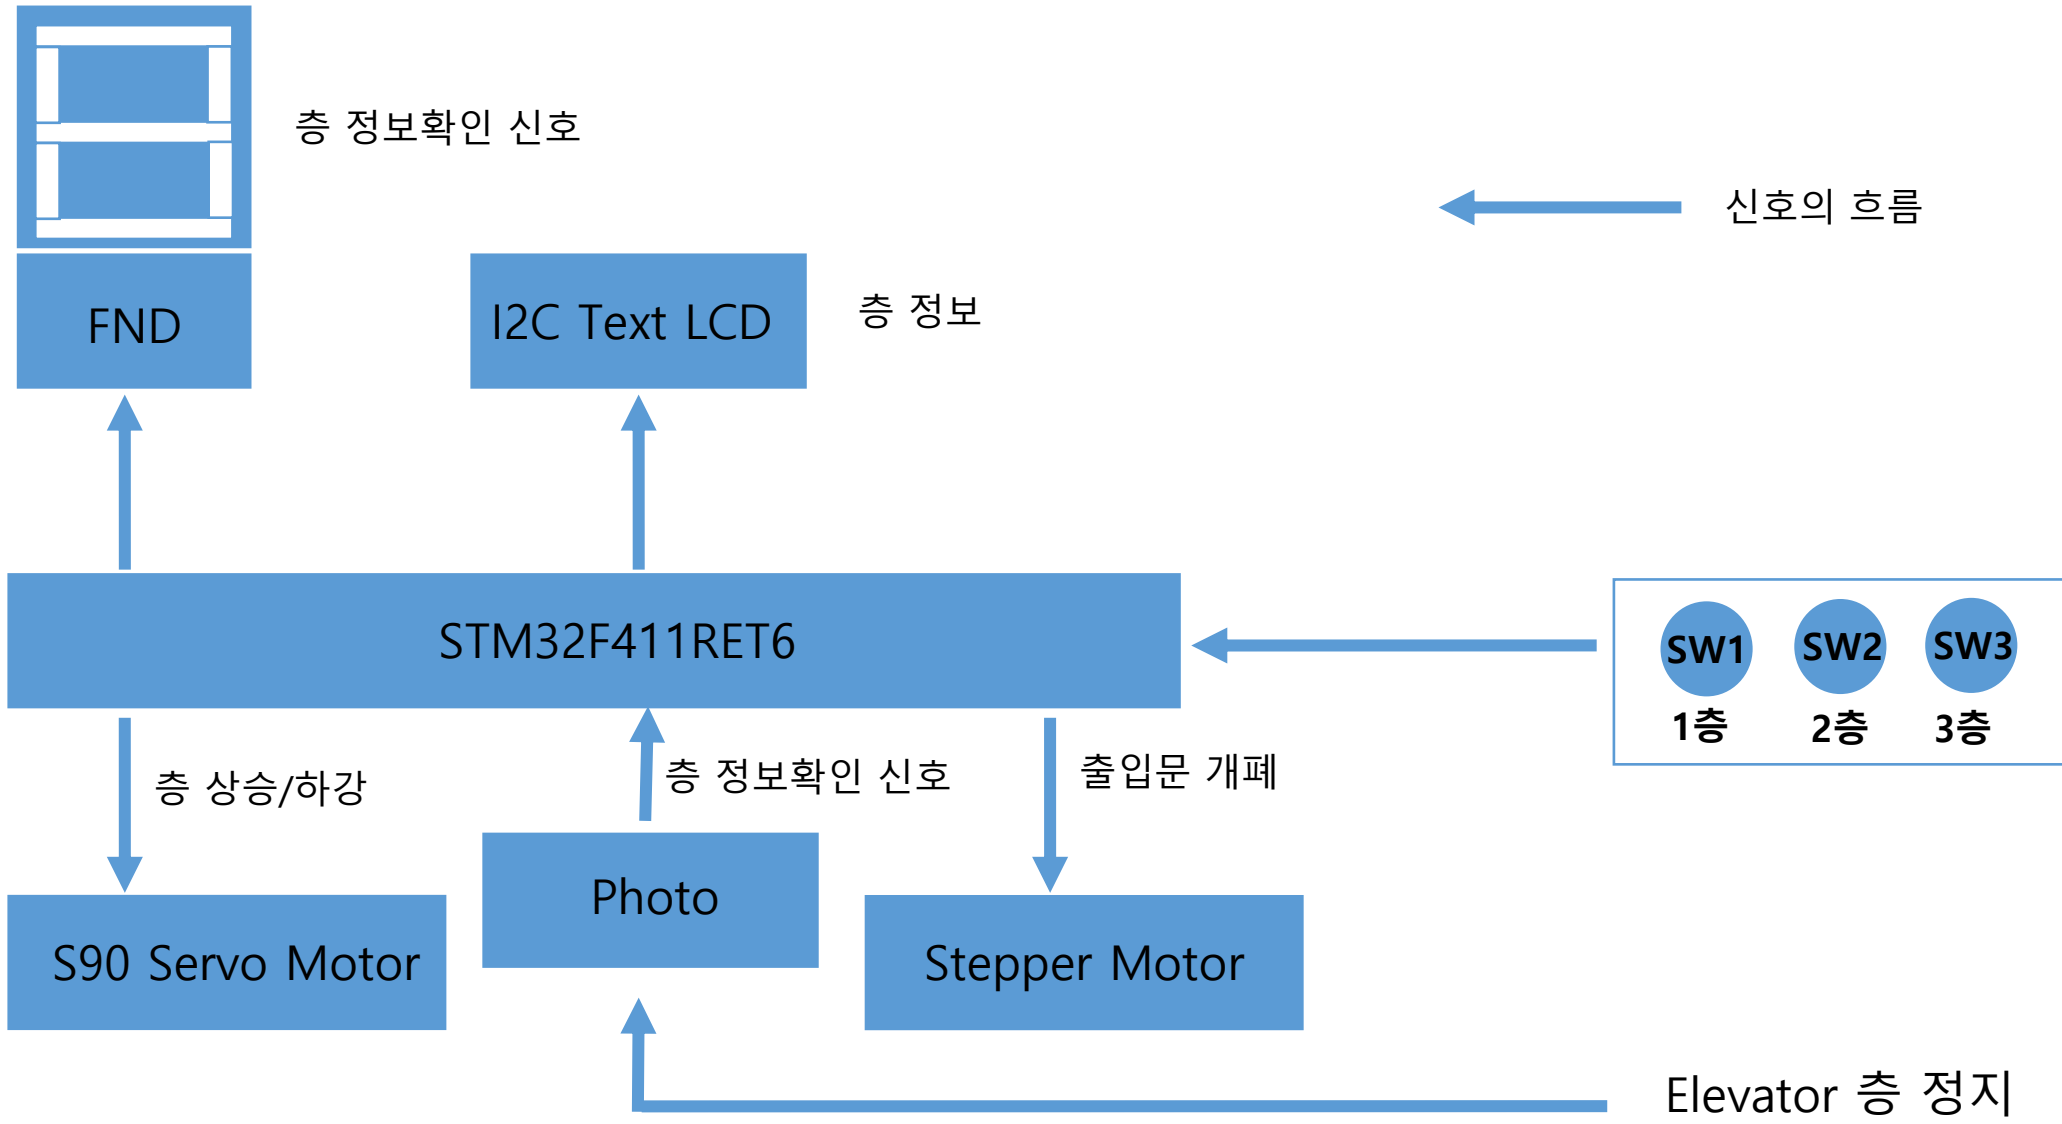 층 정보확인 신호
신호의 흐름
FND
I2C Text LCD
층 정보
STM32F411RET6
SW1
SW2
SW3
1층
2층
3층
층 상승/하강
층 정보확인 신호
출입문 개폐
Photo
S90 Servo Motor
Stepper Motor
Elevator 층 정지